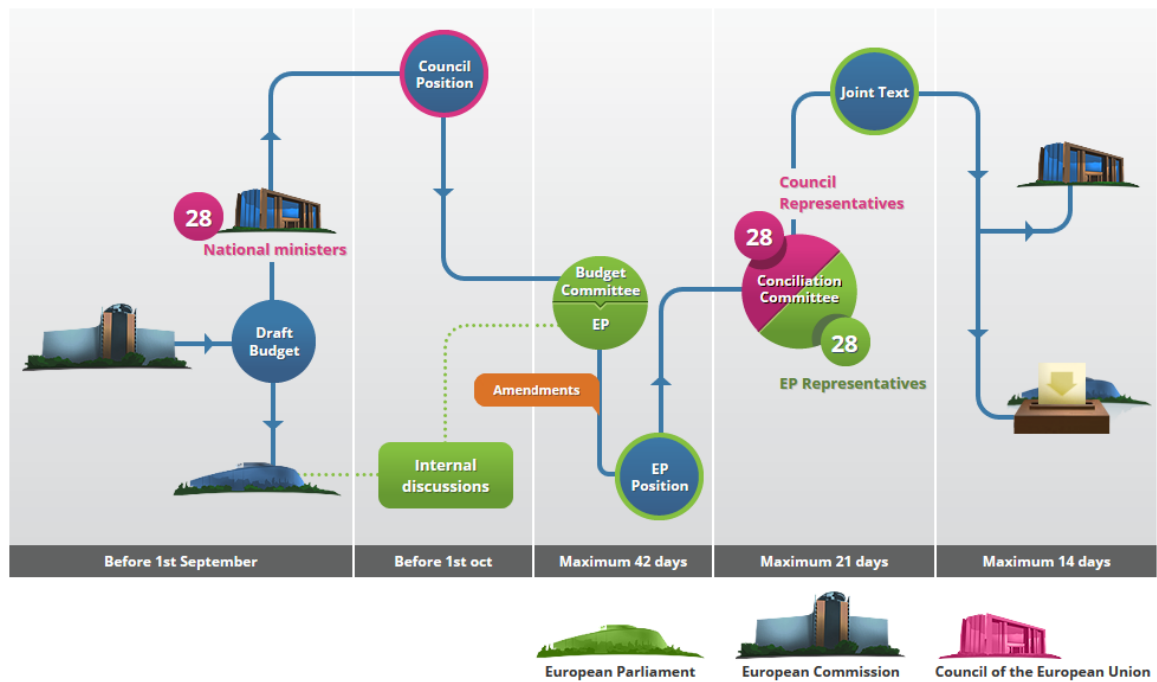 Council
Position
28
National ministers
Draft
Budget
Internal
discussions
Budget
Committee
EP
Amendments
EP
Position
Joint Text
Council
Representatives
28
Conciliation
Committee
28
EP Representatives
Before 1st September
Before 1st oct
Maximum 42 days
Maximum 21 days
Maximum 14 days
European Parliament
European Commission
Council of the European Union